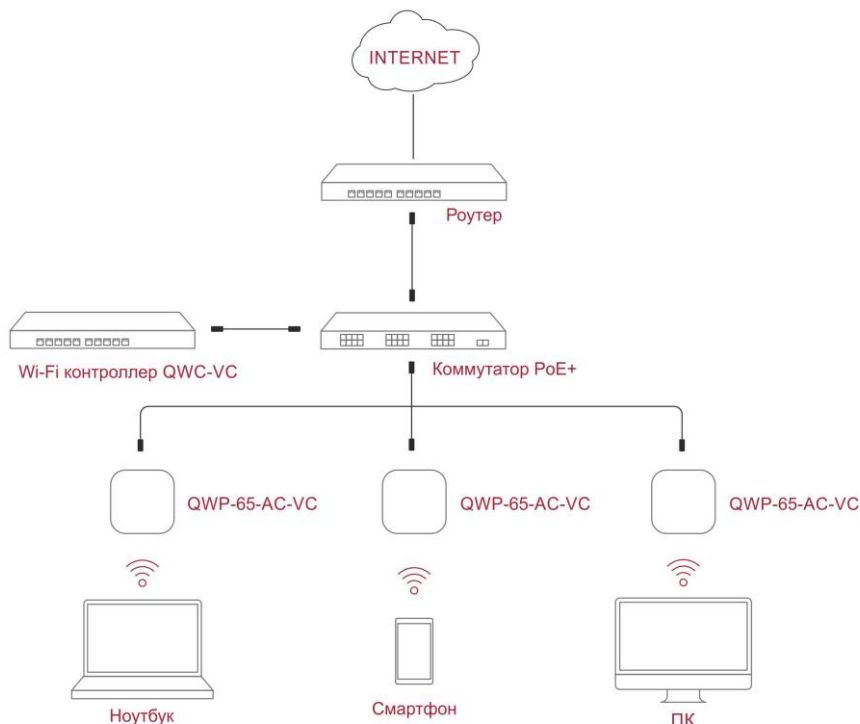 INTERNET
Роутер
Wi-Fi контроллер QWC-VC
Коммутатор PoE+
QWP-65-AC-VC
QWP-65-AC-VC
QWP-65-AC-VC
Ноутбук
Смартфон
ПК